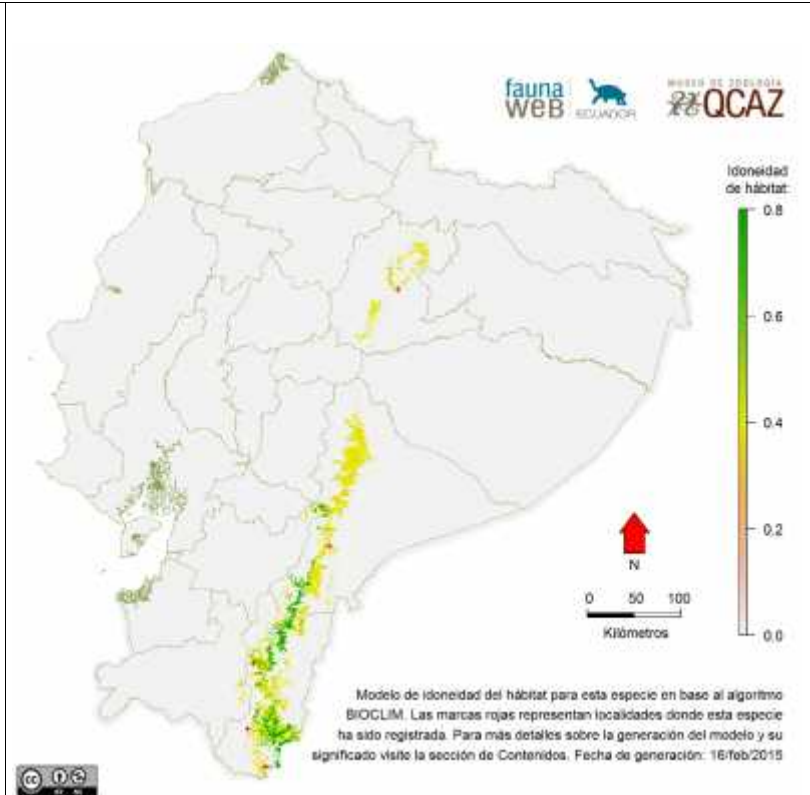 fauna
WEB ECUADOR
MUSEO DE ZOOLOGÍA
QCAZ
Idoneidad
de hábitat
0.8
0.6
0.4
0.2
0.0
N
0 50 100
Kilómetros
Modelo de idoneidad del hábitat para esta especie en base al algoritmo
BIOCLIM. Las marcas rojas representan localidades donde esta especie
ha sido registrada. Para más detalles sobre la generación del modelo y su
significado visite la sección de Contenidos. Fecha de generación: 16/feb/2015
cc